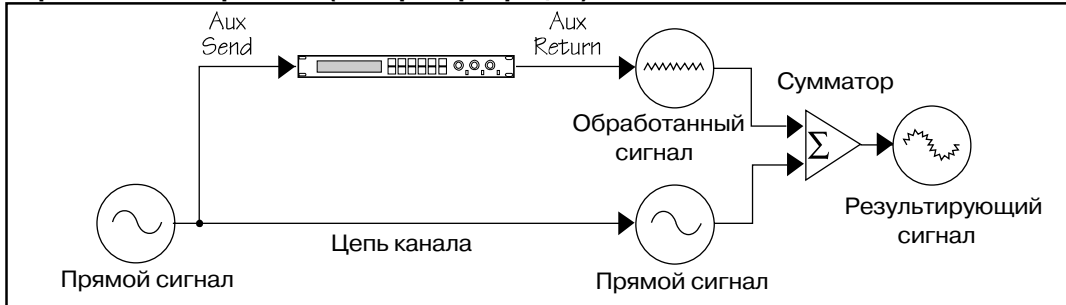 Aux
Send
Aux
Return
Сумматор
Обработанный
сигнал
Σ
Результирующий
сигнал
Цепь канала
Прямой сигнал
Прямой сигнал